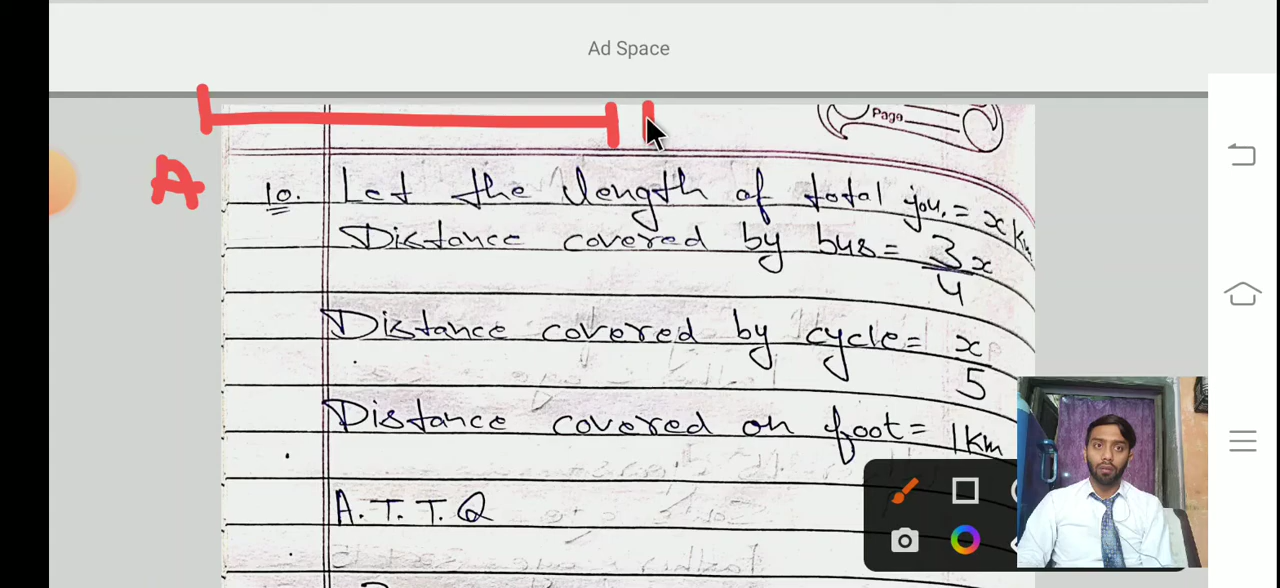 Ad Space
Page
A
10. Let the length of total jou. = x km
Distance covered by bus = 3x/4
Distance covered by cycle = x/5
Distance covered on foot = 1 km
A.T.T.Q